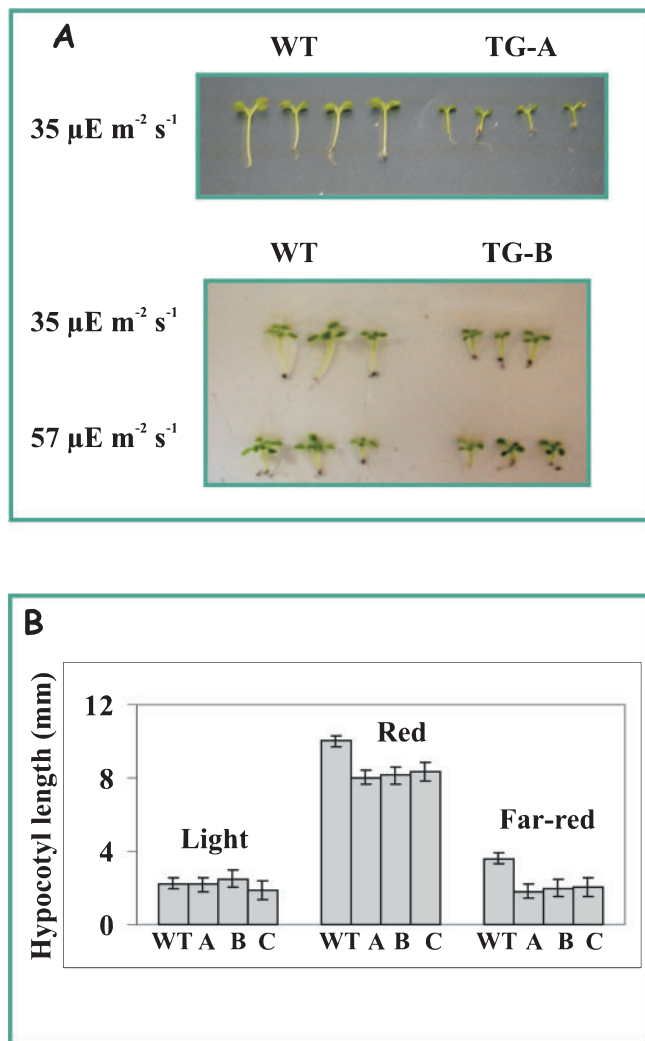 A
WT TG-A
35 µE m-2 s-1
WT TG-B
35 µE m-2 s-1
57 µE m-2 s-1
B
Hypocotyl length (mm)
12
8
4
0
Light
Red
Far-red
WT A B C WT A B C WT A B C